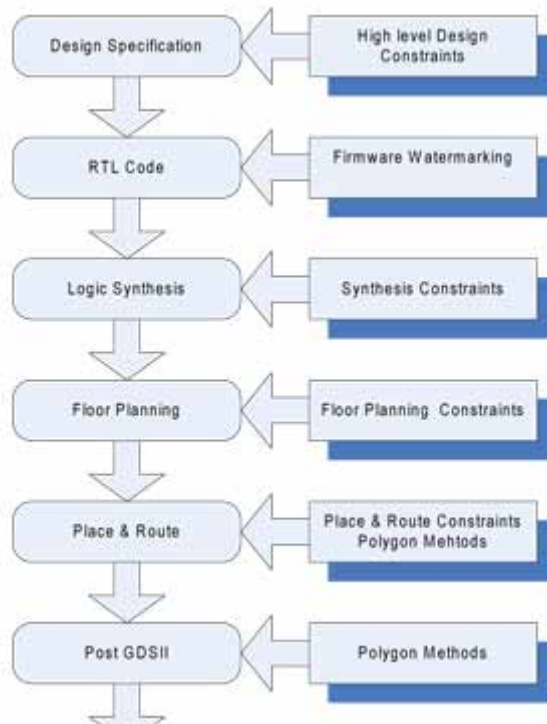 Design Specification
High level Design
Constraints
RTL Code
Firmware Watermarking
Logic Synthesis
Synthesis Constraints
Floor Planning
Floor Planning Constraints
Place & Route
Place & Route Constraints
Polygon Mehtods
Post GDSII
Polygon Methods